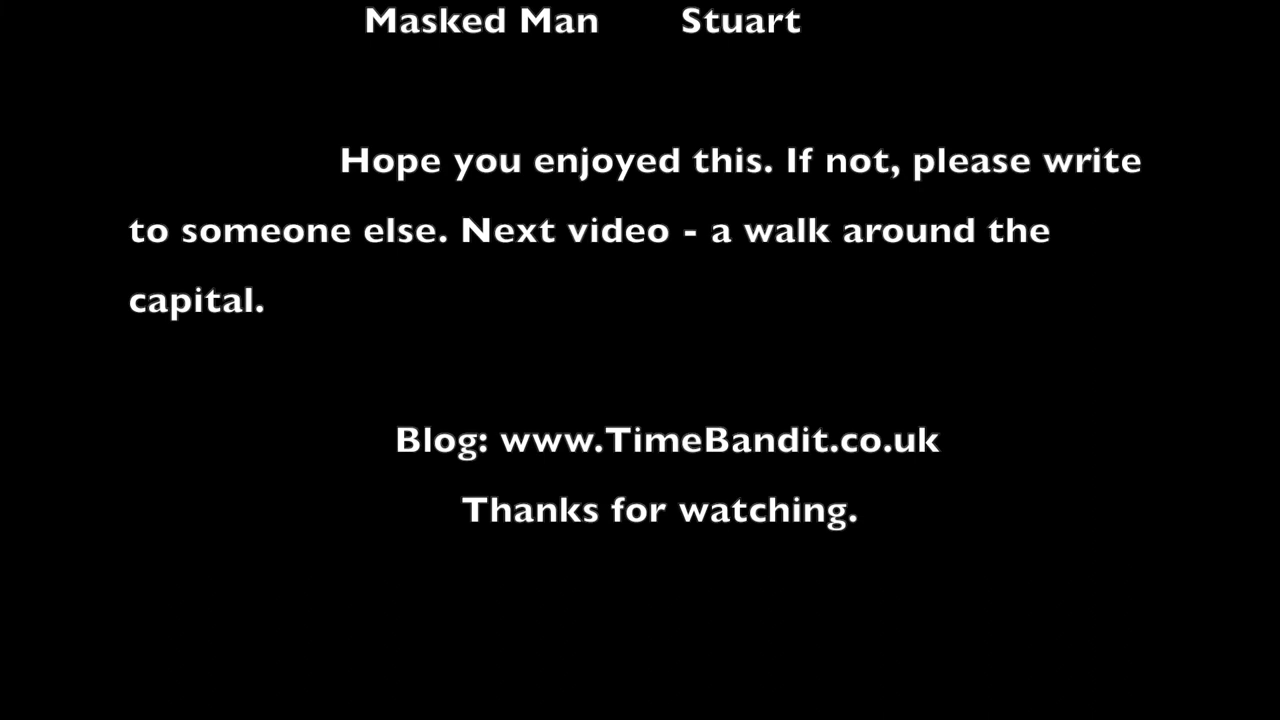 Masked Man Stuart
Hope you enjoyed this. If not, please write
to someone else. Next video - a walk around the
capital.
Blog: www.TimeBandit.co.uk
Thanks for watching.